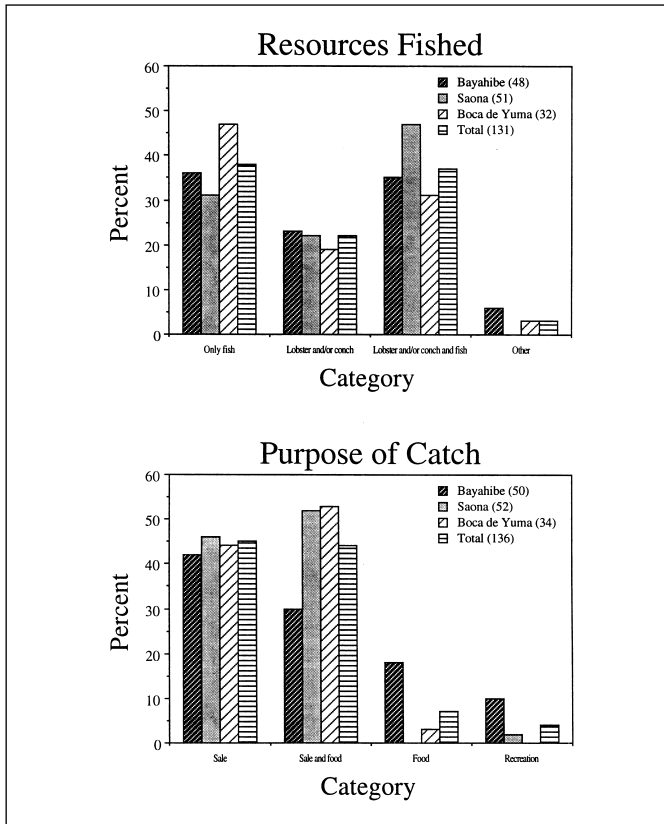 Resources Fished
60
50
40
30
20
10
0
Percent
Bayahibe (48)
Saona (51)
Boca de Yuma (32)
Total (131)
Only fish
Lobster and/or conch
Lobster and/or conch and fish
Other
Category
Purpose of Catch
60
50
40
30
20
10
0
Percent
Bayahibe (50)
Saona (52)
Boca de Yuma (34)
Total (136)
Sale
Sale and food
Food
Recreation
Category